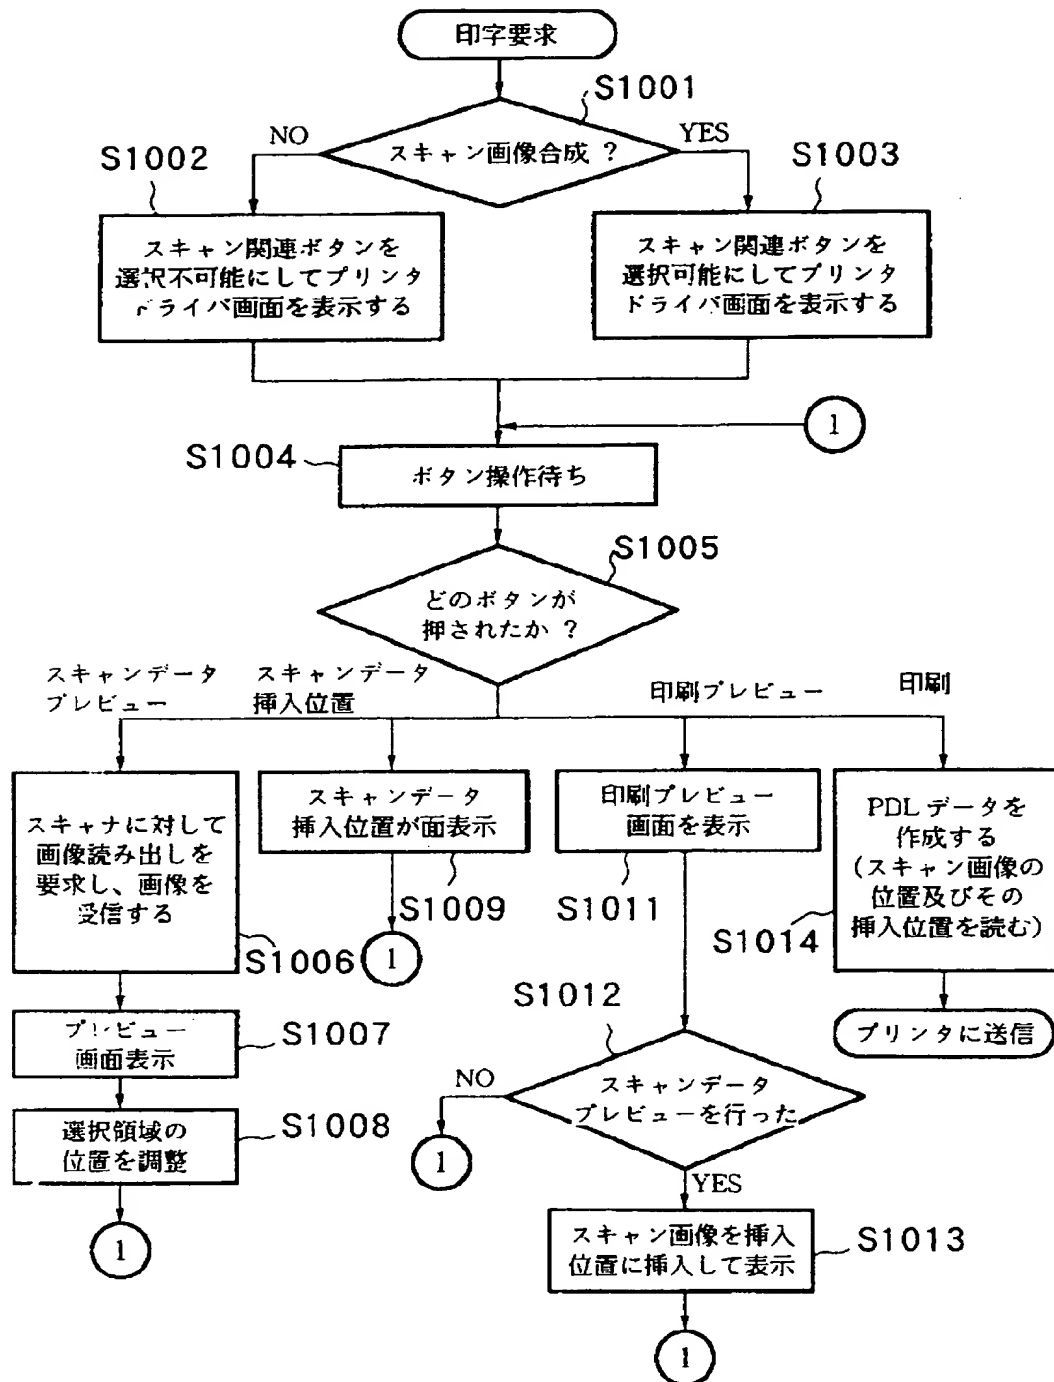 印字要求
S1001
NO
スキャン画像合成 ?
YES
S1002
S1003
スキャン関連ボタンを
選択不可能にしてプリンタ
ドライバ画面を表示する
スキャン関連ボタンを
選択可能にしてプリンタ
ドライバ画面を表示する
1
S1004
ボタン操作待ち
S1005
どのボタンが
押されたか ?
スキャンデータ
プレビュー
スキャンデータ
挿入位置
印刷プレビュー
印刷
スキャナに対して
画像読み出しを
要求し、画像を
受信する
スキャンデータ
挿入位置が面表示
印刷プレビュー
画面を表示
PDLデータを
作成する
(スキャン画像の
位置及びその
挿入位置を読む)
S1006
S1009
S1011
S1014
1
プレビュー
画面表示
S1007
S1012
プリンタに送信
選択領域の
位置を調整
S1008
NO
スキャンデータ
プレビューを行った
1
YES
1
スキャン画像を挿入
位置に挿入して表示
S1013
1